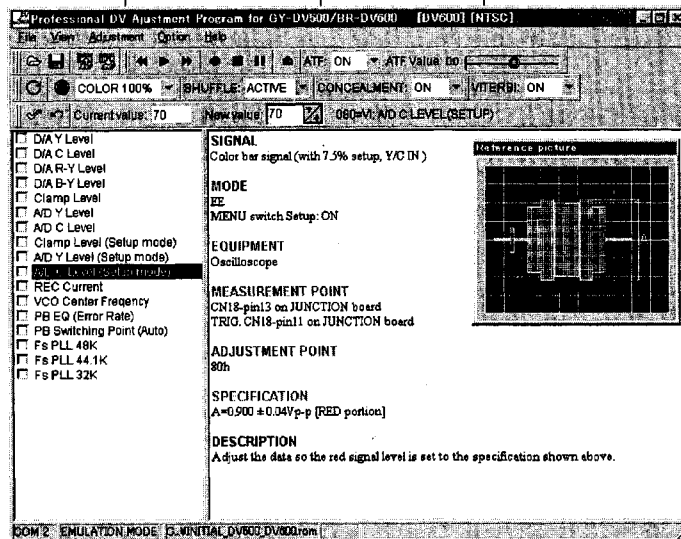 Professional DV Ajustment Program for GY-DV500/BR-DV600 [DV600] [NTSC]
File View Adjustment Option Help
ATF: ON ATF Value: 00
COLOR 100% SHUFFLE: ACTIVE CONCEALMENT: ON VITERBI: ON
Current value: 70 New value: 70 080=VI: A/D C LEVEL(SETUP)
D/A Y Level
D/A C Level
D/A R-Y Level
D/A B-Y Level
Clamp Level
A/D Y Level
A/D C Level
Clamp Level (Setup mode)
A/D Y Level (Setup mode)
A/D C Level (Setup mode)
REC Current
VCO Center Freqency
PB EQ (Error Rate)
PB Switching Point (Auto)
Fs PLL 48K
Fs PLL 44.1K
Fs PLL 32K
SIGNAL
Color bar signal (with 7.5% setup, Y/C IN )
MODE
EE
MENU switch Setup: ON
EQUIPMENT
Oscilloscope
MEASUREMENT POINT
CN18-pin13 on JUNCTION board
TRIG. CN18-pin11 on JUNCTION board
ADJUSTMENT POINT
80h
SPECIFICATION
A=0.900 ± 0.04Vp-p [RED portion]
DESCRIPTION
Adjust the data so the red signal level is set to the specification shown above.
Reference picture
A
COM 2 EMULATION MODE